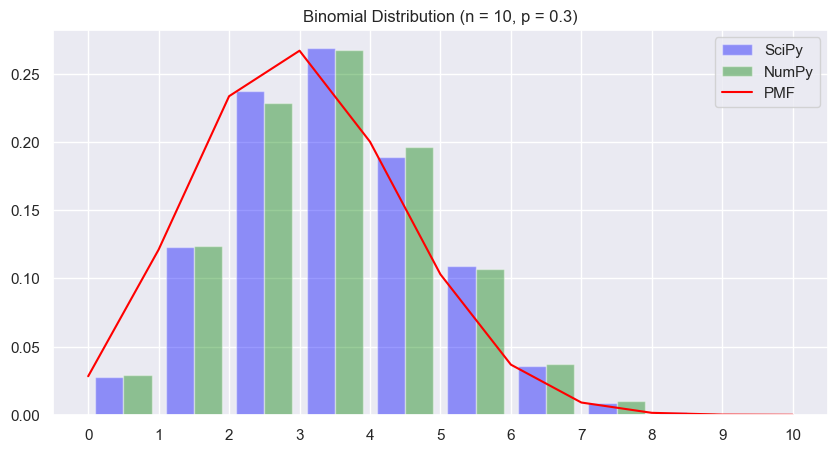 Binomial Distribution (n = 10, p = 0.3)
SciPy
NumPy
PMF
0.25
0.20
0.15
0.10
0.05
0.00
0 1 2 3 4 5 6 7 8 9 10